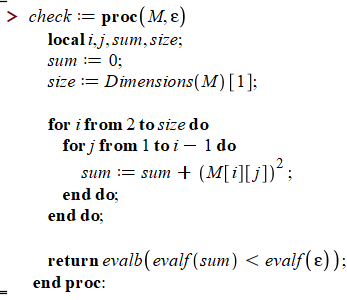 > check := proc(M, ε)
local i, j, sum, size;
sum := 0;
size := Dimensions(M)[1];
for i from 2 to size do
for j from 1 to i − 1 do
sum := sum + (M[i][j])²;
end do;
end do;
return evalb(evalf(sum) < evalf(ε));
end proc: